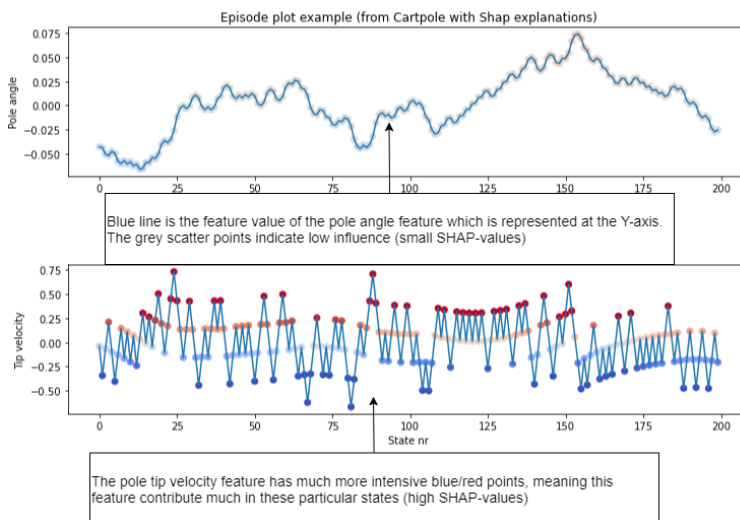 Episode plot example (from Cartpole with Shap explanations)
0.075
0.050
0.025
0.000
−0.025
−0.050
Pole angle
0 25 50 75 100 125 150 175 200
Blue line is the feature value of the pole angle feature which is represented at the Y-axis.
The grey scatter points indicate low influence (small SHAP-values)
0.75
0.50
0.25
0.00
−0.25
−0.50
Tip velocity
0 25 50 75 100 125 150 175 200
State nr
The pole tip velocity feature has much more intensive blue/red points, meaning this
feature contribute much in these particular states (high SHAP-values)